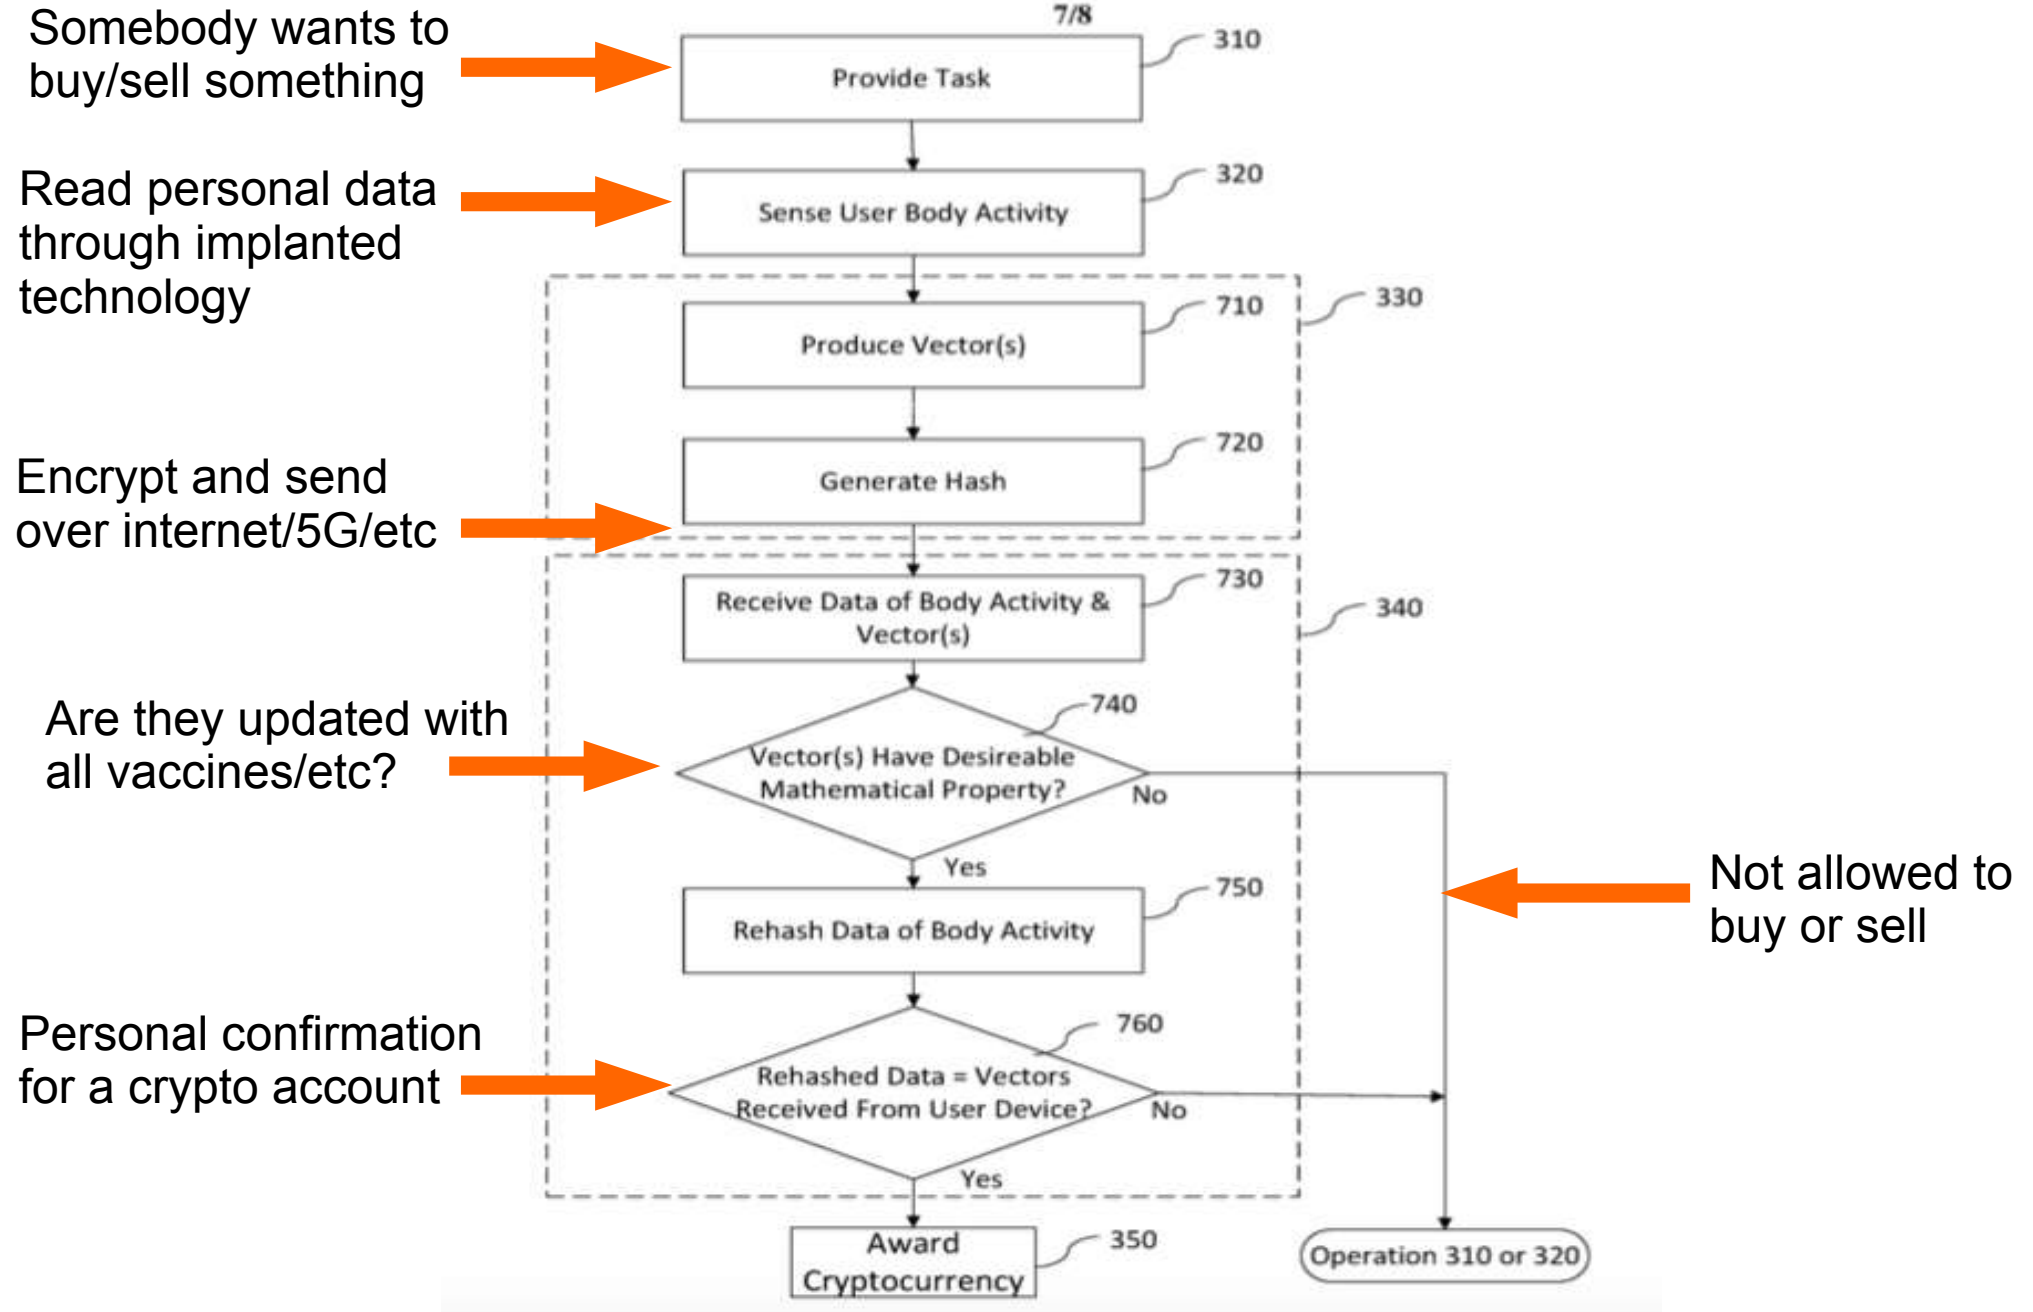 7/8
Somebody wants to
buy/sell something
310
Provide Task
Read personal data
through implanted
technology
320
Sense User Body Activity
330
710
Produce Vector(s)
720
Generate Hash
Encrypt and send
over internet/5G/etc
730
Receive Data of Body Activity &
Vector(s)
340
Are they updated with
all vaccines/etc?
740
Vector(s) Have Desireable
Mathematical Property?
No
Yes
Not allowed to
buy or sell
750
Rehash Data of Body Activity
Personal confirmation
for a crypto account
760
Rehashed Data = Vectors
Received From User Device?
No
Yes
350
Award
Cryptocurrency
Operation 310 or 320